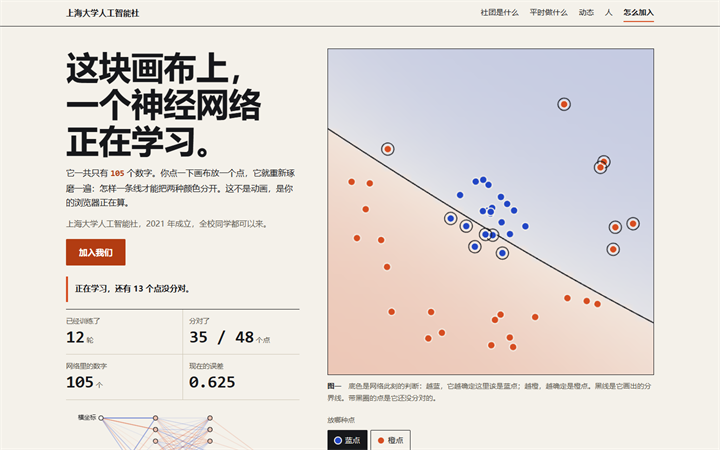 上海大学人工智能社
社团是什么 平时做什么 动态 人 怎么加入
这块画布上，
一个神经网络
正在学习。
它一共只有 105 个数字。你点一下画布放一个点，它就重新琢
磨一遍：怎样一条线才能把两种颜色分开。这不是动画，是你
的浏览器正在算。
上海大学人工智能社，2021 年成立，全校同学都可以来。
加入我们
正在学习，还有 13 个点没分对。
已经训练了
12 轮
分对了
35 / 48 个点
网络里的数字
105 个
现在的误差
0.625
横坐标
图一 底色是网络此刻的判断：越蓝，它越确定这里该是蓝点；越橙，越确定是橙点。黑线是它画出的分
界线。带黑圈的点是它还没分对的。
放哪种点
蓝点 橙点